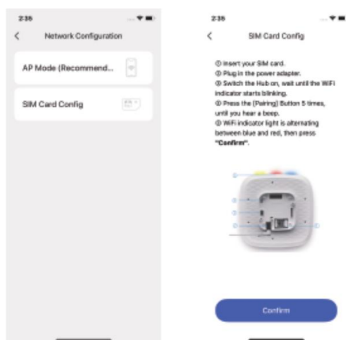 2:35
Network Configuration
AP Mode (Recommend...
SIM Card Config
2:35
SIM Card Config
① Insert your SIM card.
② Plug in the power adapter.
③ Switch the Hub on, wait until the WiFi
indicator starts blinking.
④ Press the [Pairing] Button 5 times,
until you hear a beep.
⑤ WiFi indicator light is alternating
between blue and red, then press
"Confirm".
Confirm